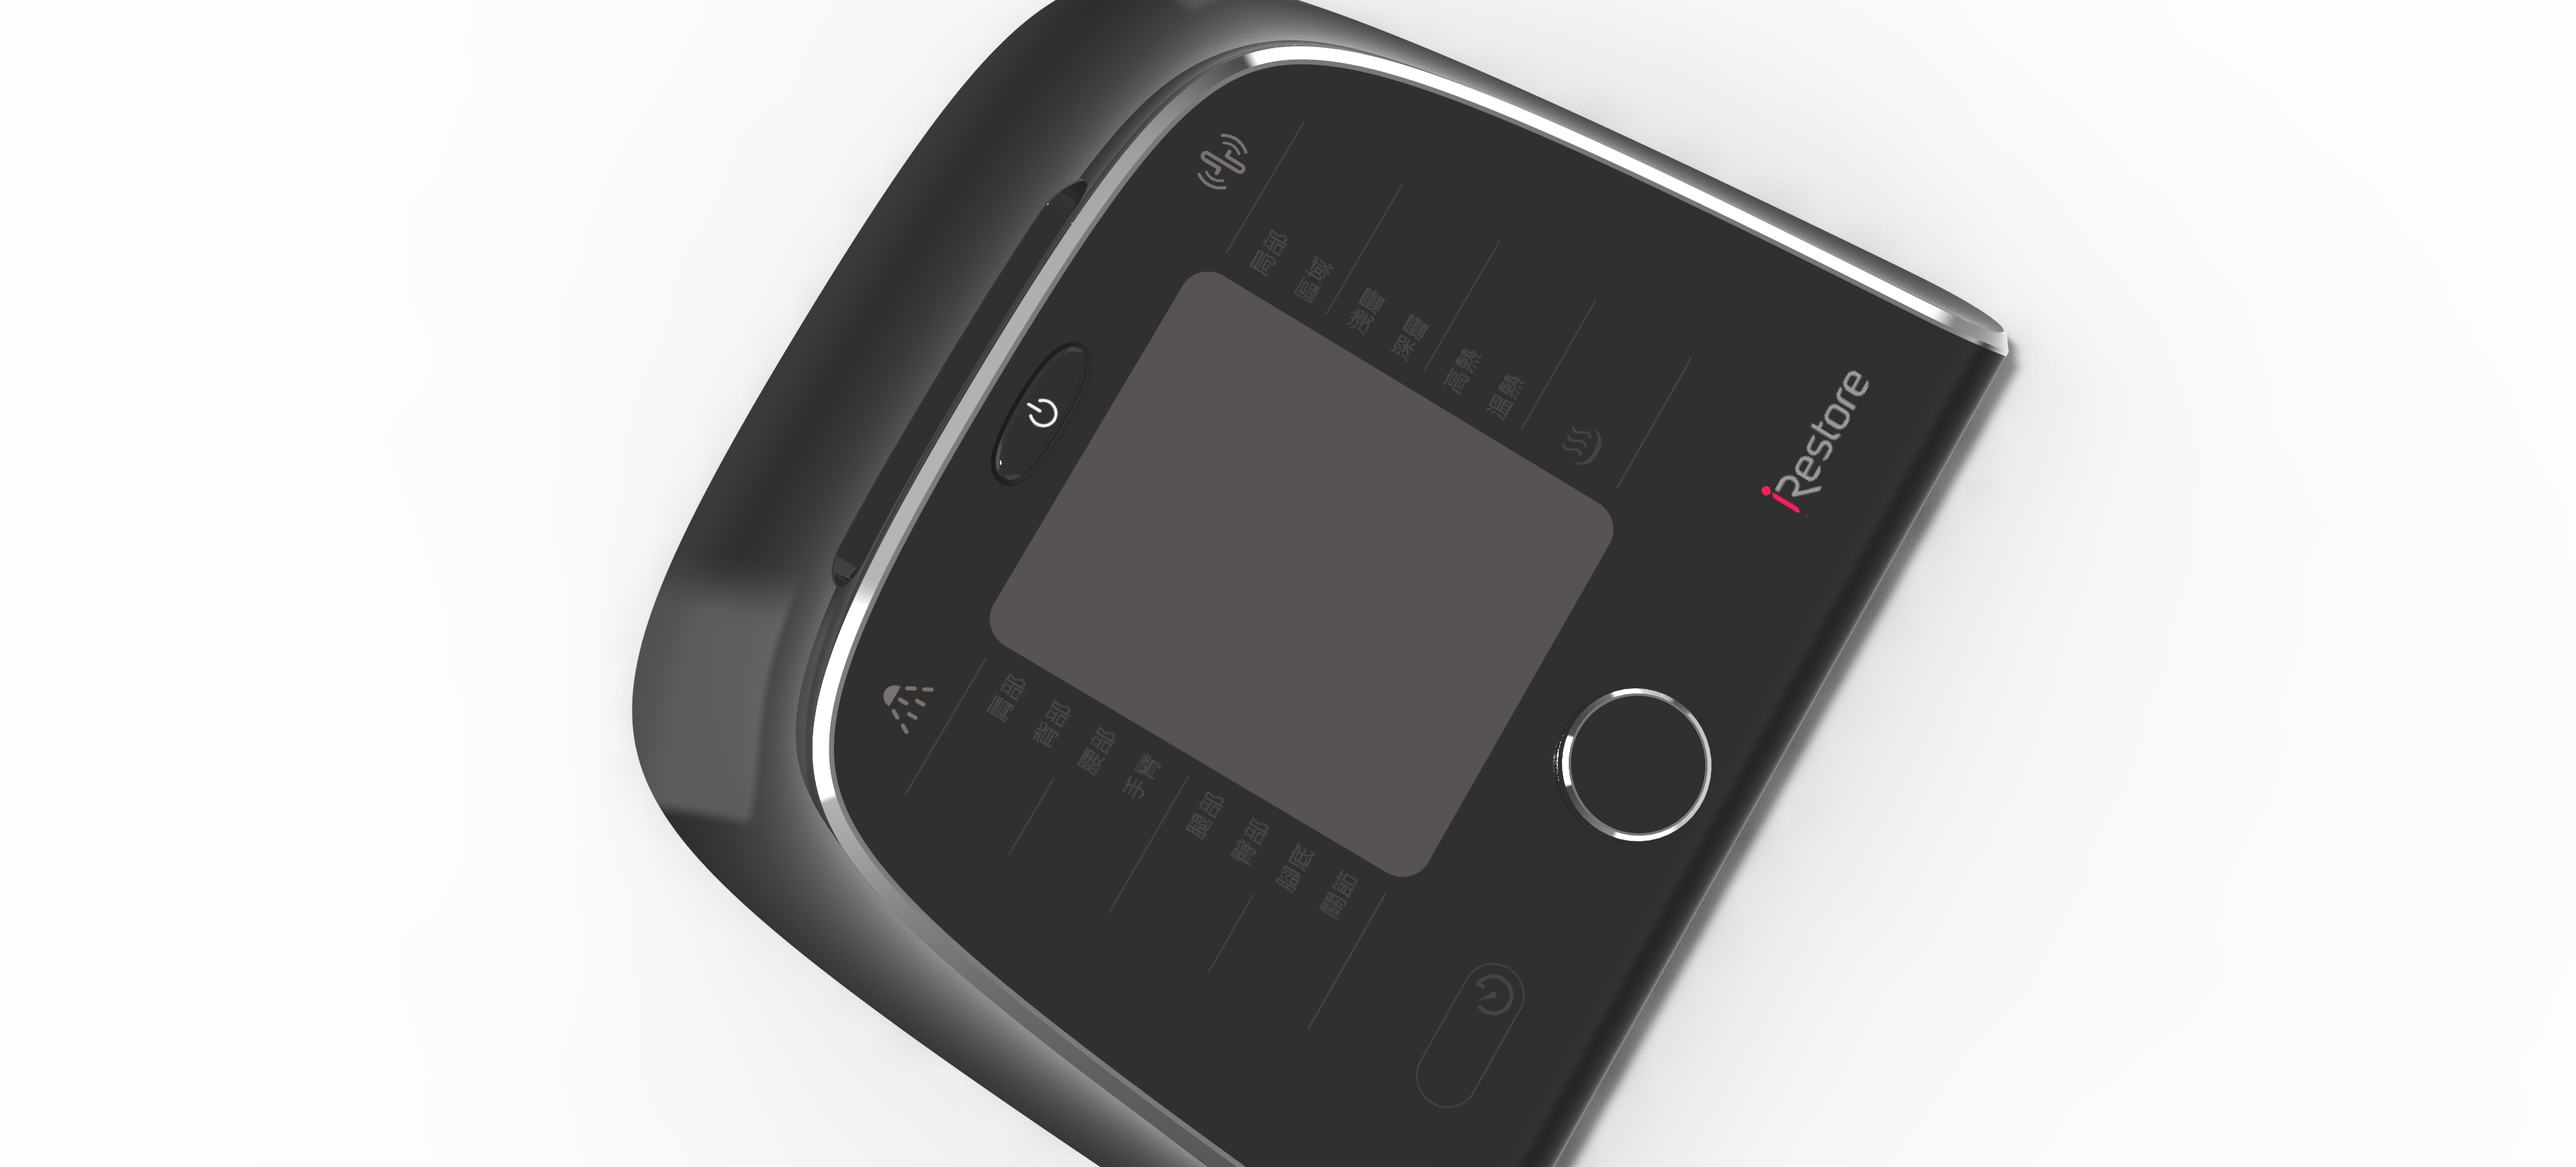 局部
區域
淺層
深層
高熱
溫熱
iRestore
肩部
背部
腰部
手臂
腿部
臀部
腳底
關節